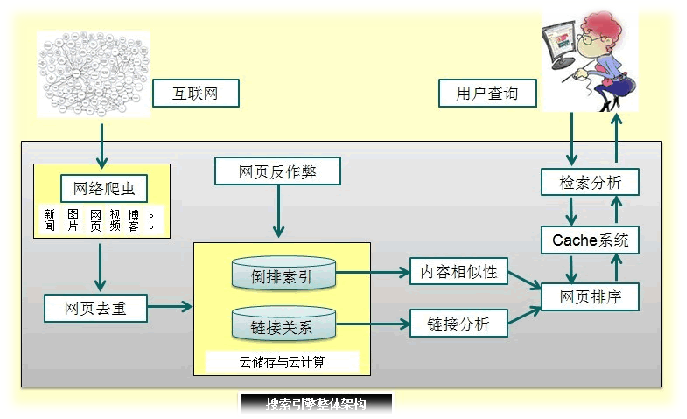 互联网
用户查询
网络爬虫
新闻 图片 网页 视频 博客 。。
网页反作弊
检索分析
Cache系统
倒排索引
内容相似性
网页去重
网页排序
链接关系
链接分析
云储存与云计算
搜索引擎整体架构